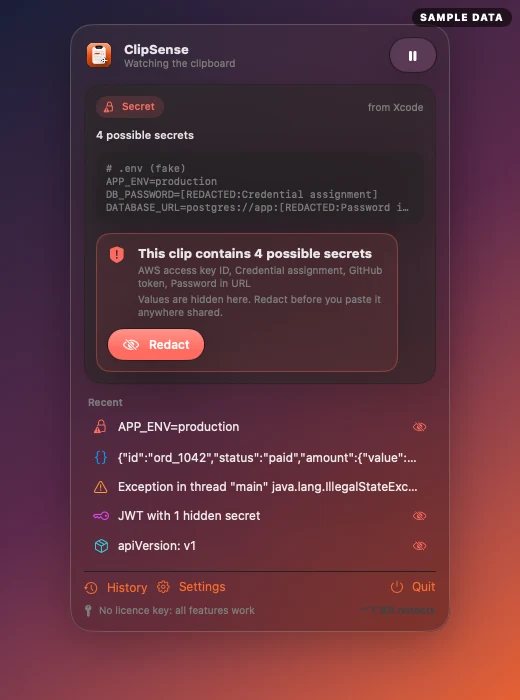 SAMPLE DATA
ClipSense
Watching the clipboard
Secret
from Xcode
4 possible secrets
# .env (fake)
APP_ENV=production
DB_PASSWORD=[REDACTED:Credential assignment]
DATABASE_URL=postgres://app:[REDACTED:Password i…
This clip contains 4 possible secrets
AWS access key ID, Credential assignment, GitHub
token, Password in URL
Values are hidden here. Redact before you paste it
anywhere shared.
Redact
Recent
APP_ENV=production
{"id":"ord_1042","status":"paid","amount":{"value":...
Exception in thread "main" java.lang.IllegalStateExc...
JWT with 1 hidden secret
apiVersion: v1
History
Settings
Quit
No licence key: all features work